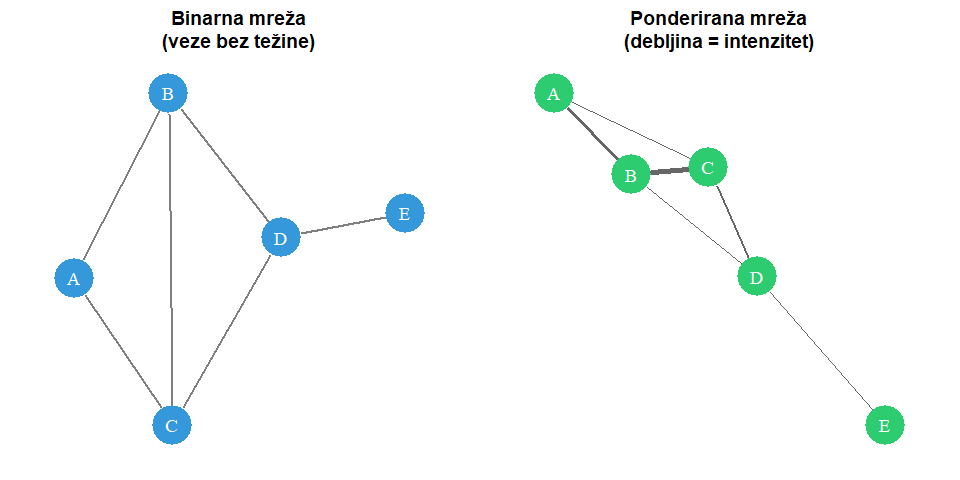 Binarna mreža
(veze bez težine)
B
E
D
A
C
Ponderirana mreža
(debljina = intenzitet)
A
C
B
D
E